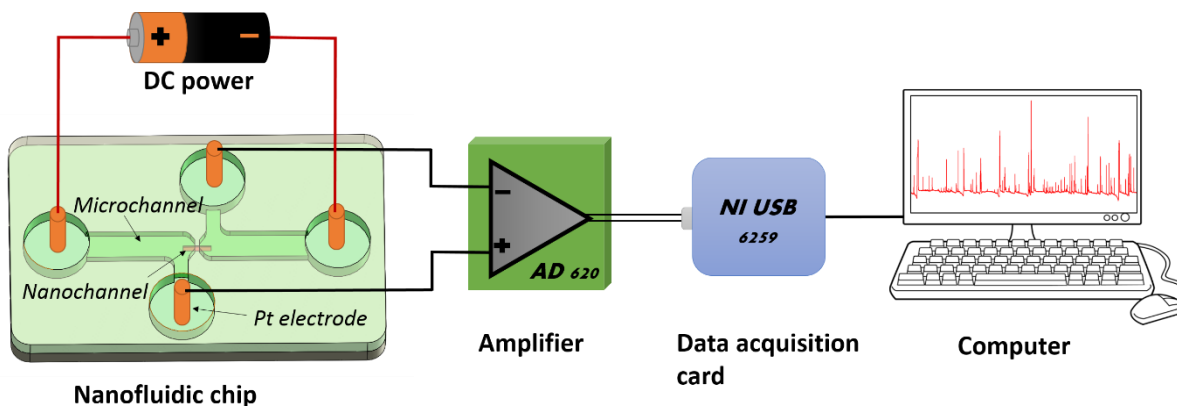 + −
DC power
Microchannel
Nanochannel
Pt electrode
Nanofluidic chip
−
+
AD 620
Amplifier
NI USB
6259
Data acquisition
card
Computer